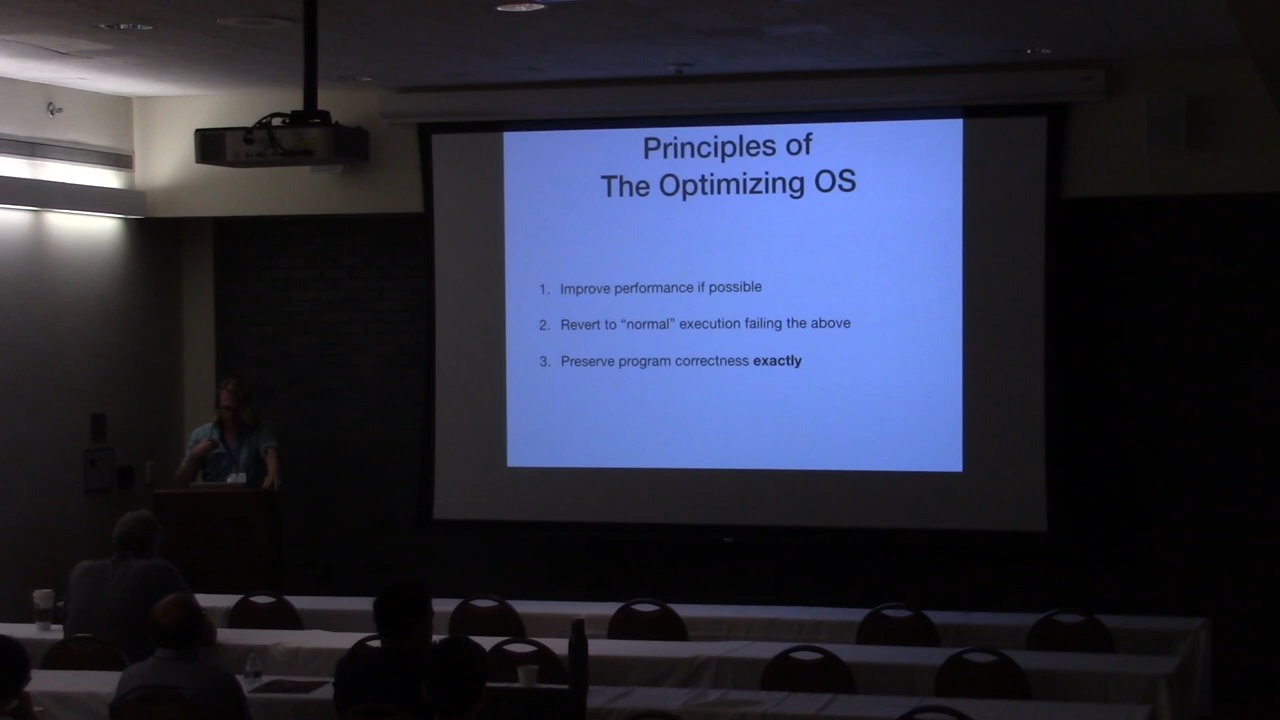 Principles of
The Optimizing OS
1. Improve performance if possible
2. Revert to “normal” execution failing the above
3. Preserve program correctness exactly